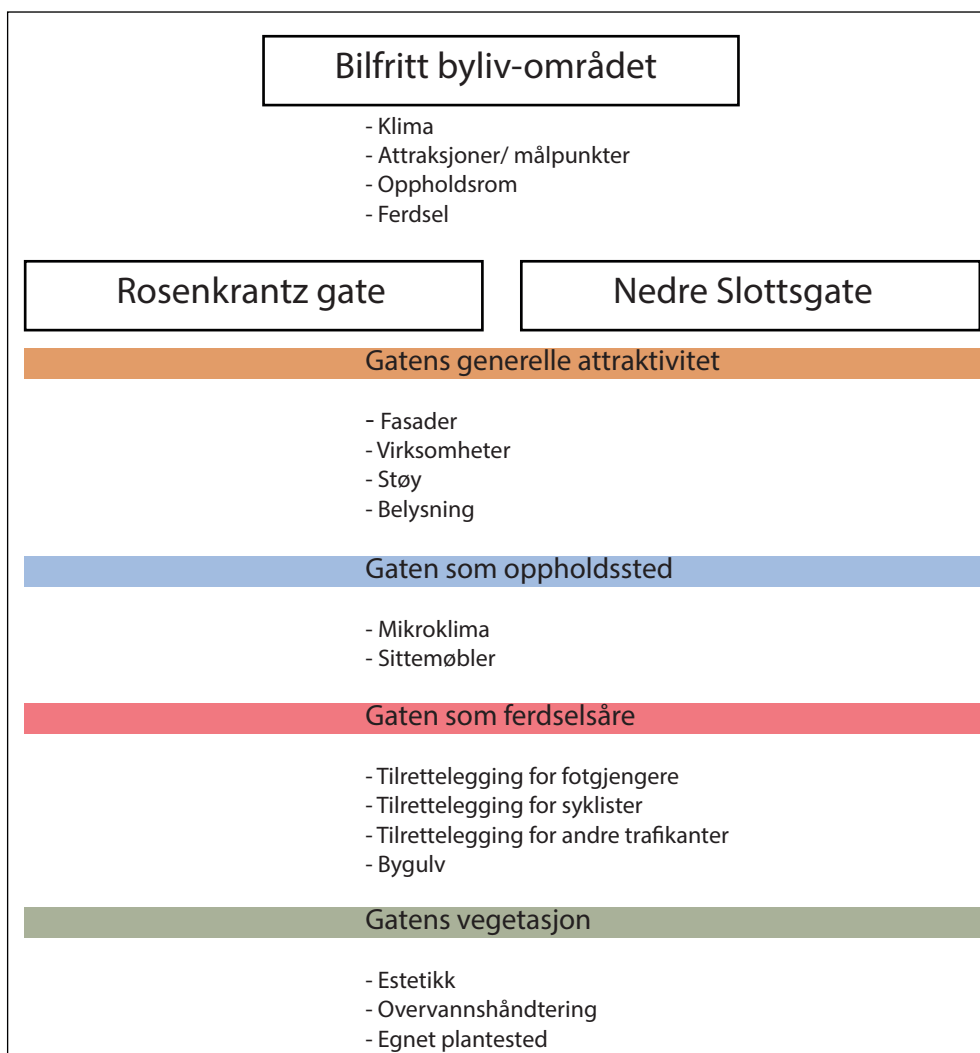 Bilfritt byliv-området
- Klima
- Attraksjoner/ målpunkter
- Oppholdsrom
- Ferdsel
Rosenkrantz gate
Nedre Slottsgate
Gatens generelle attraktivitet
- Fasader
- Virksomheter
- Støy
- Belysning
Gaten som oppholdssted
- Mikroklima
- Sittemøbler
Gaten som ferdselsåre
- Tilrettelegging for fotgjengere
- Tilrettelegging for syklister
- Tilrettelegging for andre trafikanter
- Bygulv
Gatens vegetasjon
- Estetikk
- Overvannshåndtering
- Egnet plantested